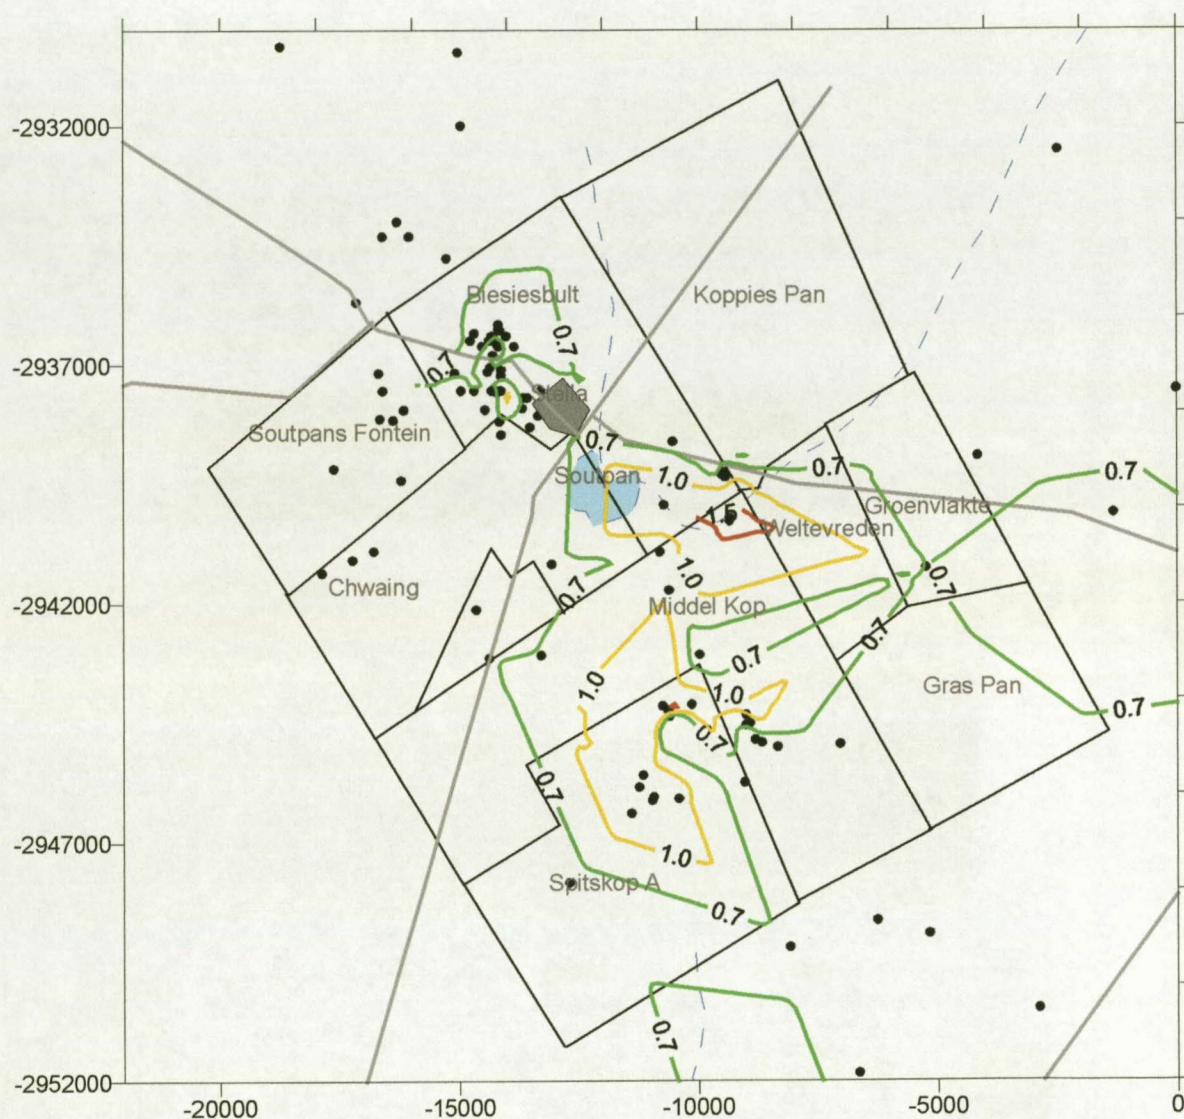 -2932000
Biesiesbult
Koppies Pan
0.7
-2937000
0.7
Stella
Soutpans Fontein
0.7
Soutpan
1.0
0.7
0.7
1.5
Groenvlakte
Weltevreden
1.0
0.7
Chwaing
0.7
-2942000
Middel Kop
0.7
0.7
1.0
1.0
Gras Pan
0.7
0.7
0.7
-2947000
1.0
Spitskop A
0.7
0.7
-2952000
-20000
-15000
-10000
-5000
0